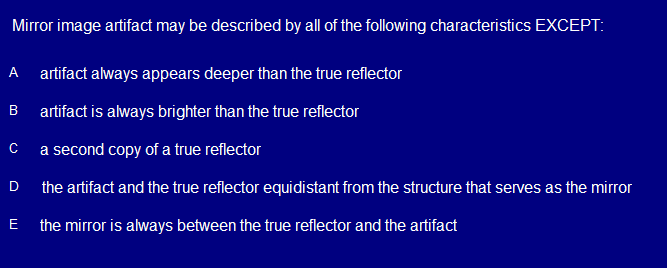 Mirror image artifact may be described by all of the following characteristics EXCEPT:
A artifact always appears deeper than the true reflector
B artifact is always brighter than the true reflector
C a second copy of a true reflector
D the artifact and the true reflector equidistant from the structure that serves as the mirror
E the mirror is always between the true reflector and the artifact